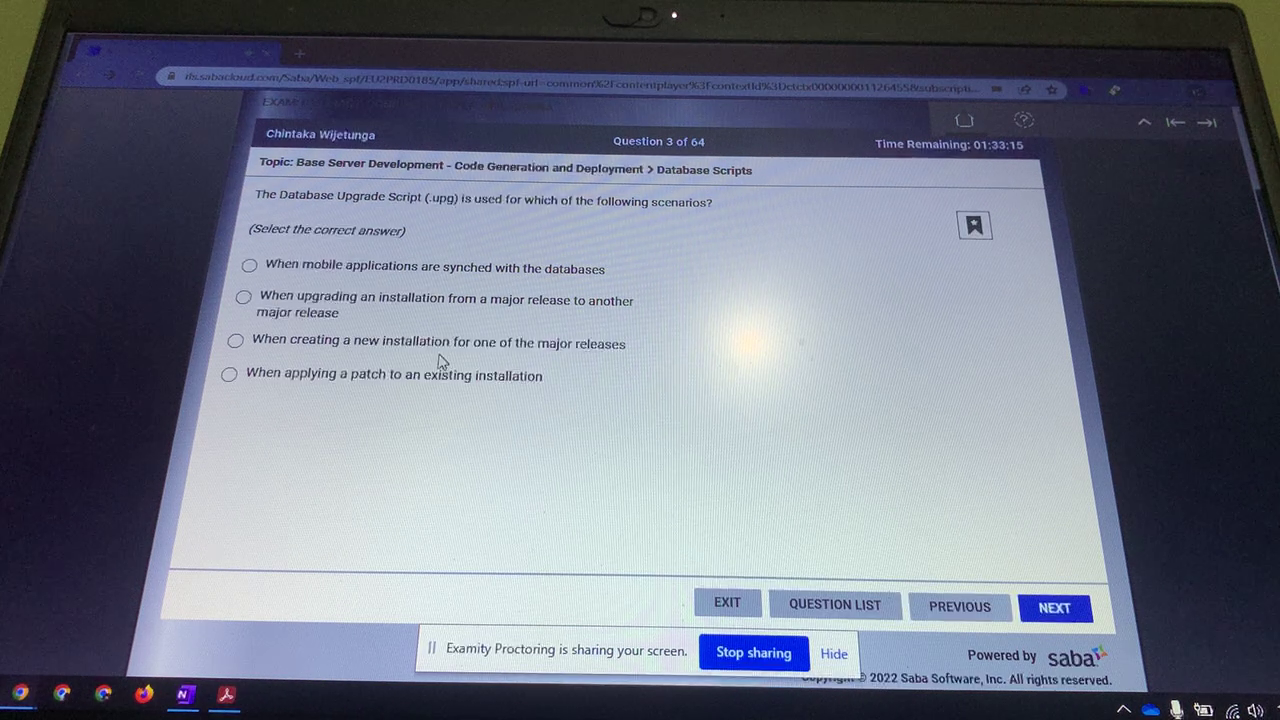 Chintaka Wijetunga
Question 3 of 64
Time Remaining: 01:33:15
Topic: Base Server Development - Code Generation and Deployment > Database Scripts
The Database Upgrade Script (.upg) is used for which of the following scenarios?
(Select the correct answer)
When mobile applications are synched with the databases
When upgrading an installation from a major release to another
major release
When creating a new installation for one of the major releases
When applying a patch to an existing installation
EXIT
QUESTION LIST
PREVIOUS
NEXT
Examity Proctoring is sharing your screen.
Stop sharing
Hide
Powered by saba
© 2022 Saba Software, Inc. All rights reserved.